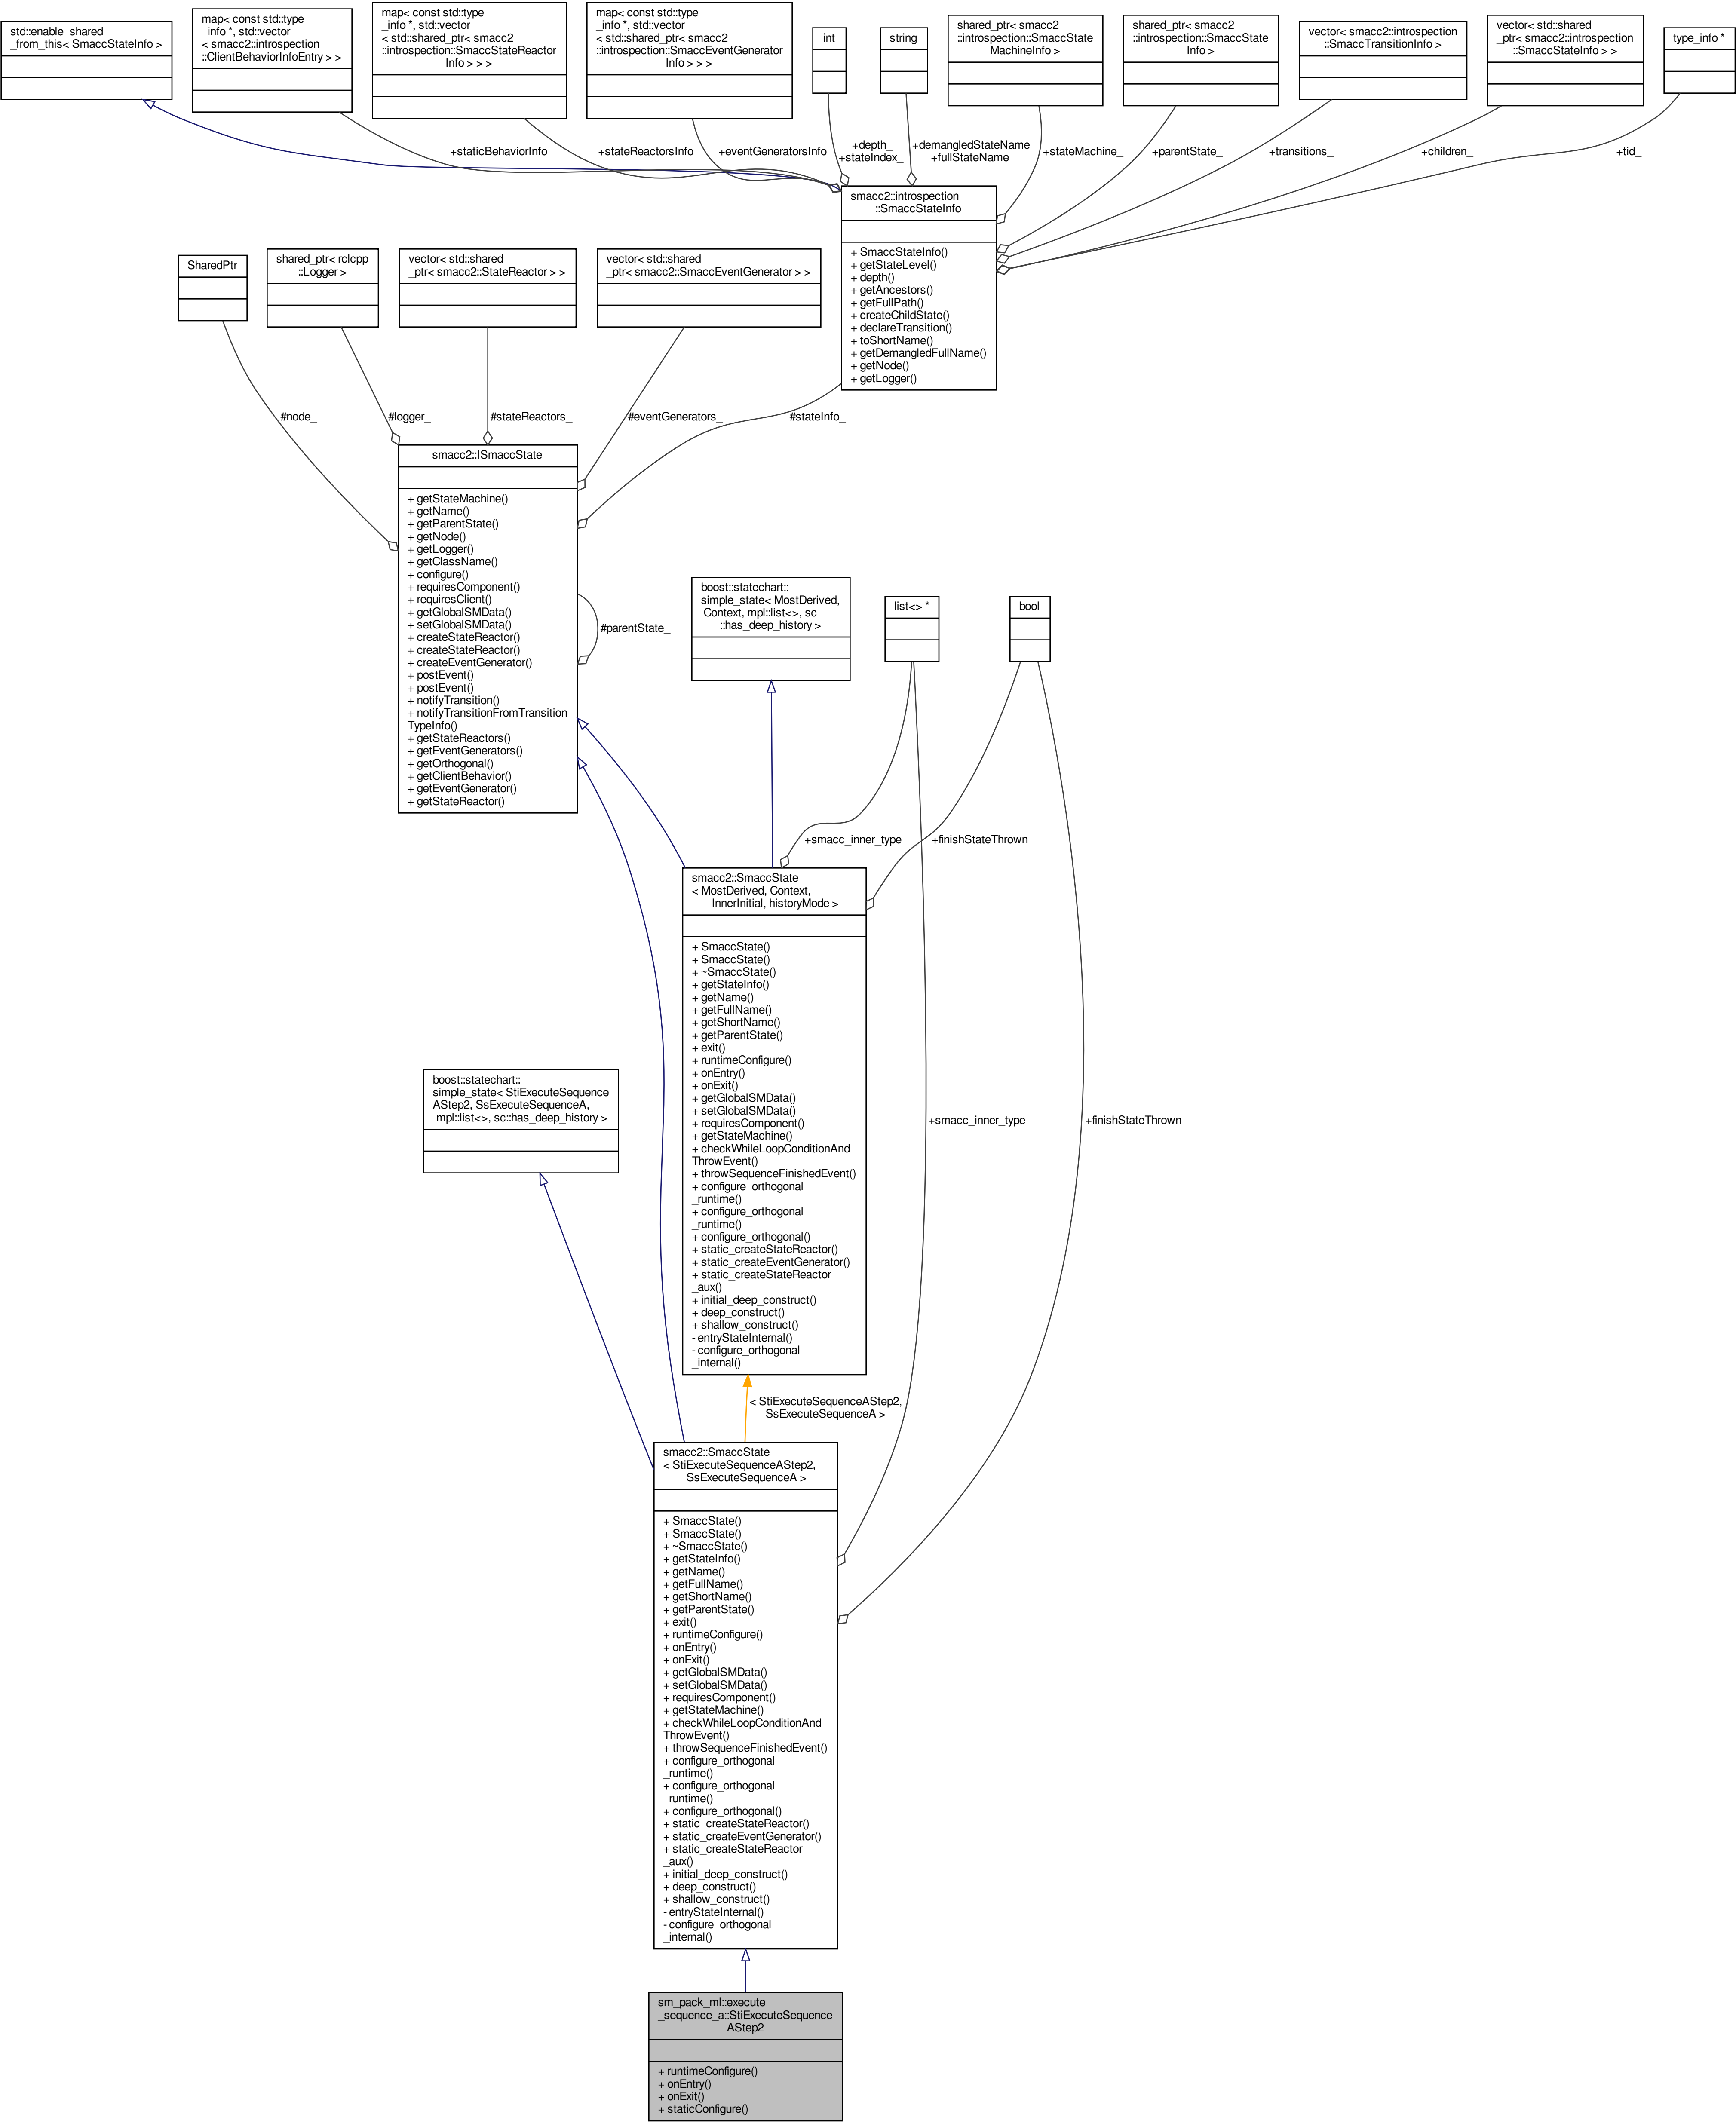 std::enable_shared
_from_this< SmaccStateInfo >
map< const std::type
_info *, std::vector
< smacc2::introspection
::ClientBehaviorInfoEntry > >
map< const std::type
_info *, std::vector
< std::shared_ptr< smacc2
::introspection::SmaccStateReactor
Info > > >
map< const std::type
_info *, std::vector
< std::shared_ptr< smacc2
::introspection::SmaccEventGenerator
Info > > >
int
string
shared_ptr< smacc2
::introspection::SmaccState
MachineInfo >
shared_ptr< smacc2
::introspection::SmaccState
Info >
vector< smacc2::introspection
::SmaccTransitionInfo >
vector< std::shared
_ptr< smacc2::introspection
::SmaccStateInfo > >
type_info *
+staticBehaviorInfo
+stateReactorsInfo
+eventGeneratorsInfo
+depth_
+stateIndex_
+demangledStateName
+fullStateName
+stateMachine_
+parentState_
+transitions_
+children_
+tid_
smacc2::introspection
::SmaccStateInfo
+ SmaccStateInfo()
+ getStateLevel()
+ depth()
+ getAncestors()
+ getFullPath()
+ createChildState()
+ declareTransition()
+ toShortName()
+ getDemangledFullName()
+ getNode()
+ getLogger()
SharedPtr
shared_ptr< rclcpp
::Logger >
vector< std::shared
_ptr< smacc2::StateReactor > >
vector< std::shared
_ptr< smacc2::SmaccEventGenerator > >
#node_
#logger_
#stateReactors_
#eventGenerators_
#stateInfo_
smacc2::ISmaccState
+ getStateMachine()
+ getName()
+ getParentState()
+ getNode()
+ getLogger()
+ getClassName()
+ configure()
+ requiresComponent()
+ requiresClient()
+ getGlobalSMData()
+ setGlobalSMData()
+ createStateReactor()
+ createStateReactor()
+ createEventGenerator()
+ postEvent()
+ postEvent()
+ notifyTransition()
+ notifyTransitionFromTransition
TypeInfo()
+ getStateReactors()
+ getEventGenerators()
+ getOrthogonal()
+ getClientBehavior()
+ getEventGenerator()
+ getStateReactor()
#parentState_
boost::statechart::
simple_state< MostDerived,
Context, mpl::list<>, sc
::has_deep_history >
list<> *
bool
+smacc_inner_type
+finishStateThrown
smacc2::SmaccState
< MostDerived, Context,
InnerInitial, historyMode >
+ SmaccState()
+ SmaccState()
+ ~SmaccState()
+ getStateInfo()
+ getName()
+ getFullName()
+ getShortName()
+ getParentState()
+ exit()
+ runtimeConfigure()
+ onEntry()
+ onExit()
+ getGlobalSMData()
+ setGlobalSMData()
+ requiresComponent()
+ getStateMachine()
+ checkWhileLoopConditionAnd
ThrowEvent()
+ throwSequenceFinishedEvent()
+ configure_orthogonal
_runtime()
+ configure_orthogonal
_runtime()
+ configure_orthogonal()
+ static_createStateReactor()
+ static_createEventGenerator()
+ static_createStateReactor
_aux()
+ initial_deep_construct()
+ deep_construct()
+ shallow_construct()
- entryStateInternal()
- configure_orthogonal
_internal()
boost::statechart::
simple_state< StiExecuteSequence
AStep2, SsExecuteSequenceA,
mpl::list<>, sc::has_deep_history >
+smacc_inner_type
+finishStateThrown
< StiExecuteSequenceAStep2,
SsExecuteSequenceA >
smacc2::SmaccState
< StiExecuteSequenceAStep2,
SsExecuteSequenceA >
+ SmaccState()
+ SmaccState()
+ ~SmaccState()
+ getStateInfo()
+ getName()
+ getFullName()
+ getShortName()
+ getParentState()
+ exit()
+ runtimeConfigure()
+ onEntry()
+ onExit()
+ getGlobalSMData()
+ setGlobalSMData()
+ requiresComponent()
+ getStateMachine()
+ checkWhileLoopConditionAnd
ThrowEvent()
+ throwSequenceFinishedEvent()
+ configure_orthogonal
_runtime()
+ configure_orthogonal
_runtime()
+ configure_orthogonal()
+ static_createStateReactor()
+ static_createEventGenerator()
+ static_createStateReactor
_aux()
+ initial_deep_construct()
+ deep_construct()
+ shallow_construct()
- entryStateInternal()
- configure_orthogonal
_internal()
sm_pack_ml::execute
_sequence_a::StiExecuteSequence
AStep2
+ runtimeConfigure()
+ onEntry()
+ onExit()
+ staticConfigure()